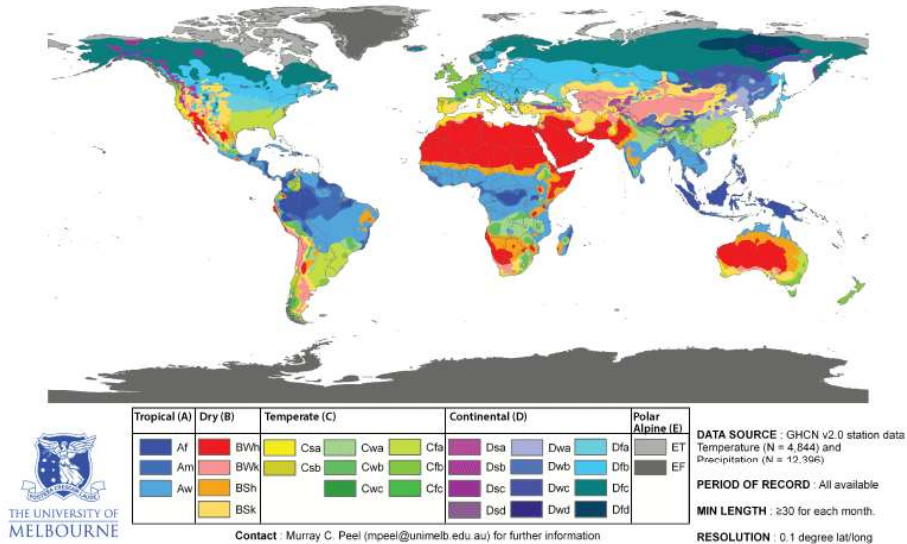 Tropical (A)
Dry (B)
Temperate (C)
Continental (D)
Polar
Alpine (E)
Af
Am
Aw
BWh
BWk
BSh
BSk
Csa
Csb
Cwa
Cwb
Cwc
Cfa
Cfb
Cfc
Dsa
Dsb
Dsc
Dsd
Dwa
Dwb
Dwc
Dwd
Dfa
Dfb
Dfc
Dfd
ET
EF
THE UNIVERSITY OF
MELBOURNE
Contact : Murray C. Peel (mpeel@unimelb.edu.au) for further information
DATA SOURCE : GHCN v2.0 station data
Temperature (N = 4,844) and
Precipitation (N = 12,396)
PERIOD OF RECORD : All available
MIN LENGTH : ≥30 for each month.
RESOLUTION : 0.1 degree lat/long